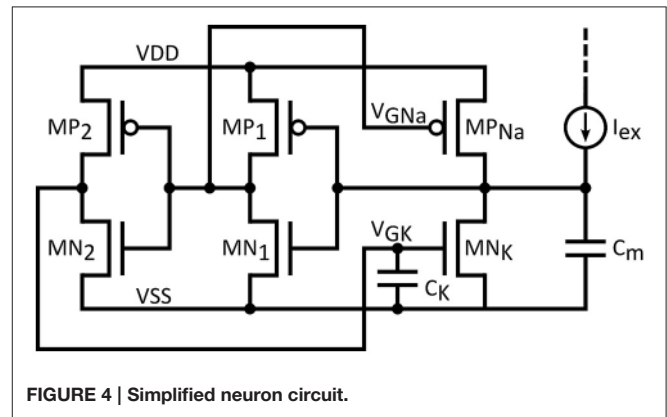 VDD
MP2
MP1
VGNa
MPNa
Iex
MN2
MN1
VGK
MNK
Cm
CK
VSS
FIGURE 4 | Simplified neuron circuit.